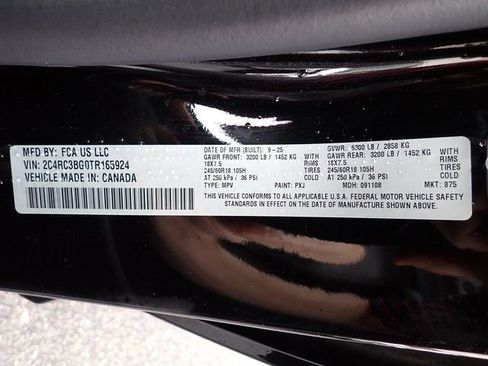 MFD BY: FCA US LLC
VIN: 2C4RC3BG0TR165924
VEHICLE MADE IN: CANADA
DATE OF MFR (BUILT): 9-25 GVWR: 6300 LB / 2858 KG
GAWR FRONT: 3200 LB / 1452 KG WITH GAWR REAR: 3200 LB / 1452 KG WITH
18X7.5 RIMS 18X7.5 RIMS
245/60R18 105H TIRES 245/60R18 105H TIRES
AT 250 kPa / 36 PSI COLD AT 250 kPa / 36 PSI COLD
TYPE: MPV PAINT: PXJ MDH: 091108 MKT: 875
THIS VEHICLE CONFORMS TO ALL APPLICABLE U.S.A. FEDERAL MOTOR VEHICLE SAFETY
STANDARDS IN EFFECT ON THE DATE OF MANUFACTURE SHOWN ABOVE.